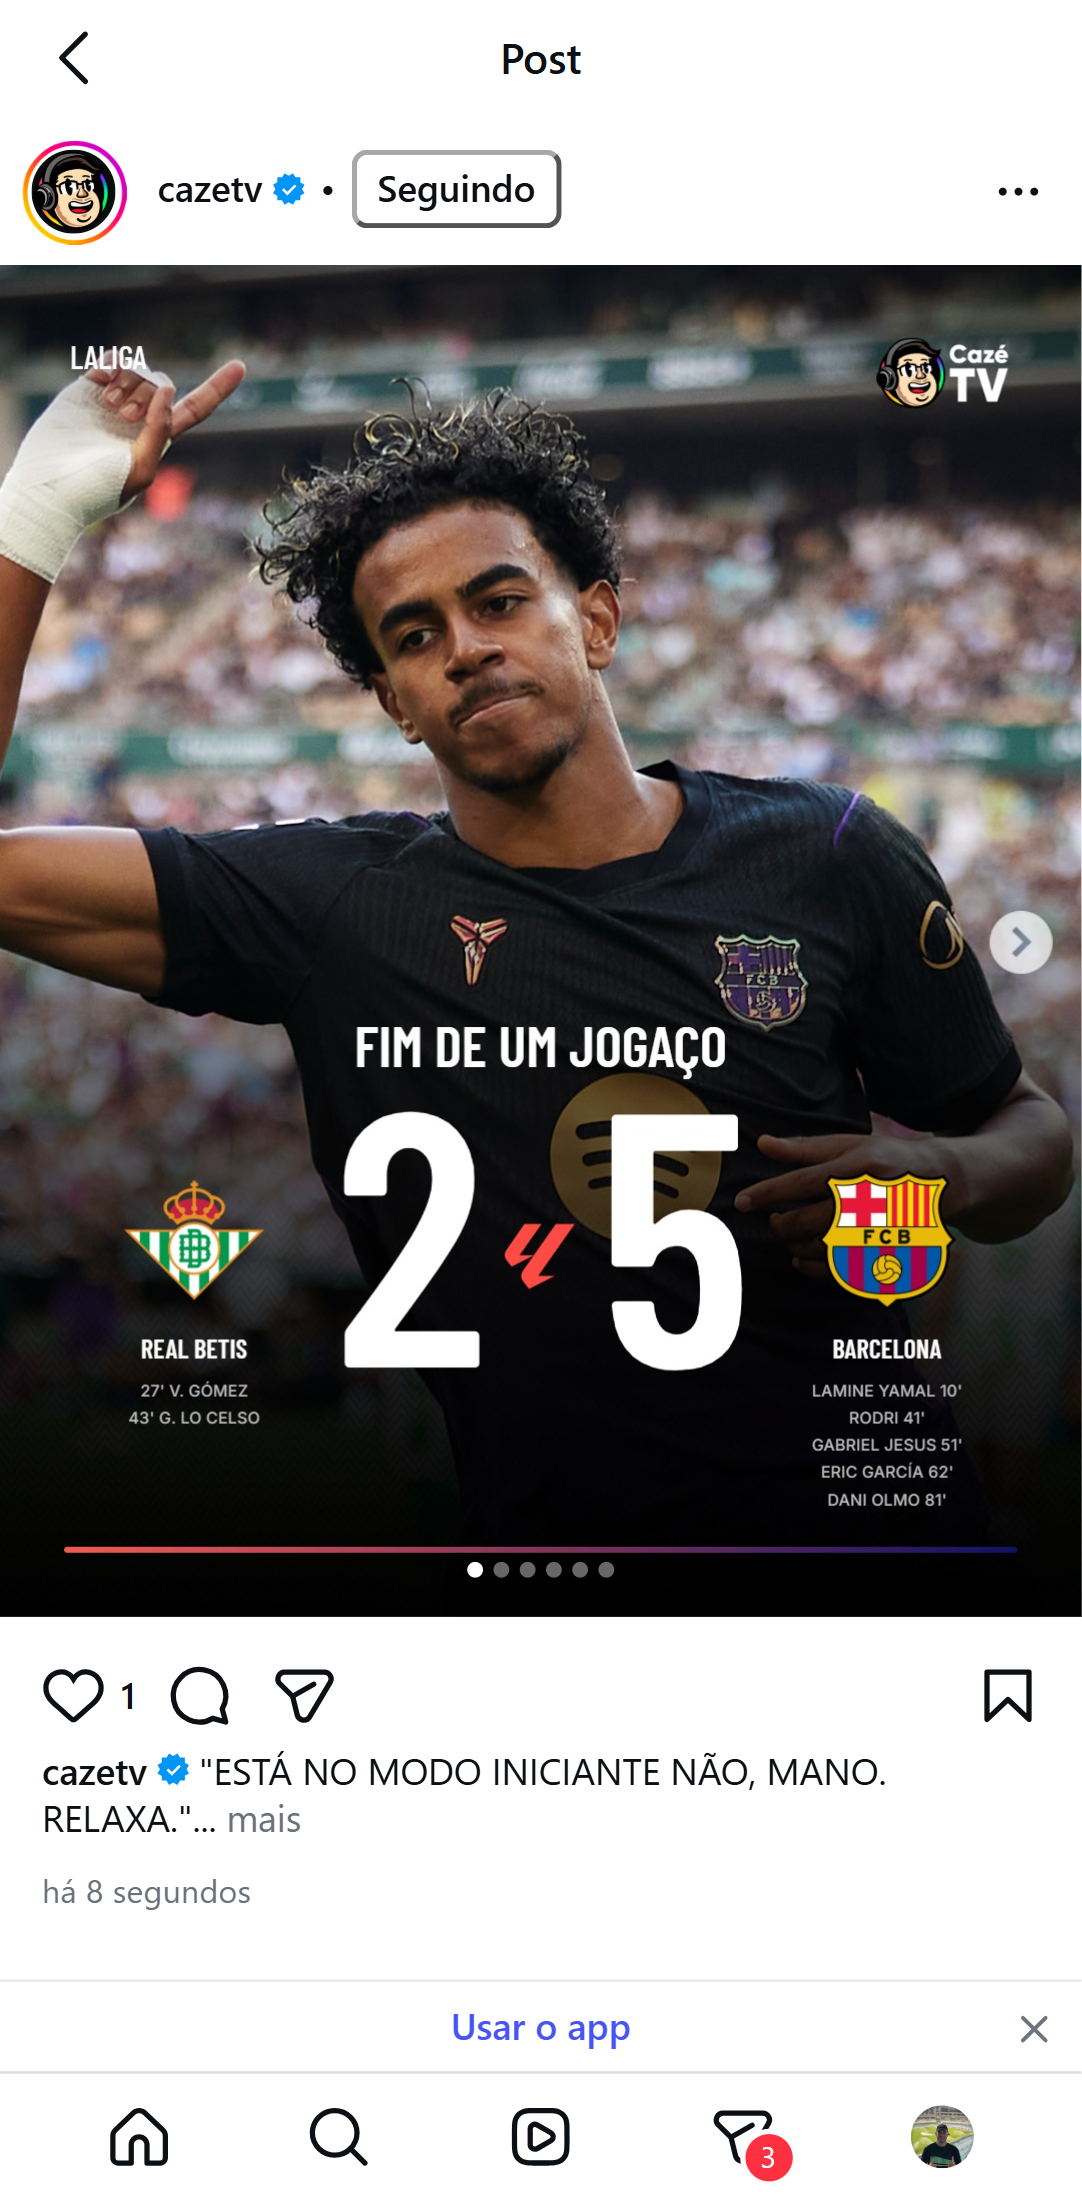 Post
cazetv • Seguindo
LALIGA
Cazé
TV
FCB
FIM DE UM JOGAÇO
2 5
FCB
REAL BETIS
27' V. GÓMEZ
43' G. LO CELSO
BARCELONA
LAMINE YAMAL 10'
RODRI 41'
GABRIEL JESUS 51'
ERIC GARCÍA 62'
DANI OLMO 81'
1
cazetv "ESTÁ NO MODO INICIANTE NÃO, MANO.
RELAXA."... mais
há 8 segundos
Usar o app
3